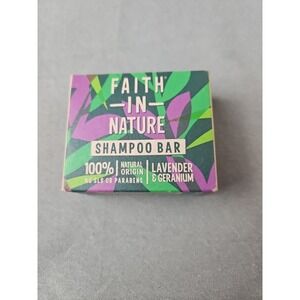 FAITH
IN
NATURE
SHAMPOO BAR
100% NATURAL ORIGIN
NO SLS OR PARABENS
LAVENDER
& GERANIUM